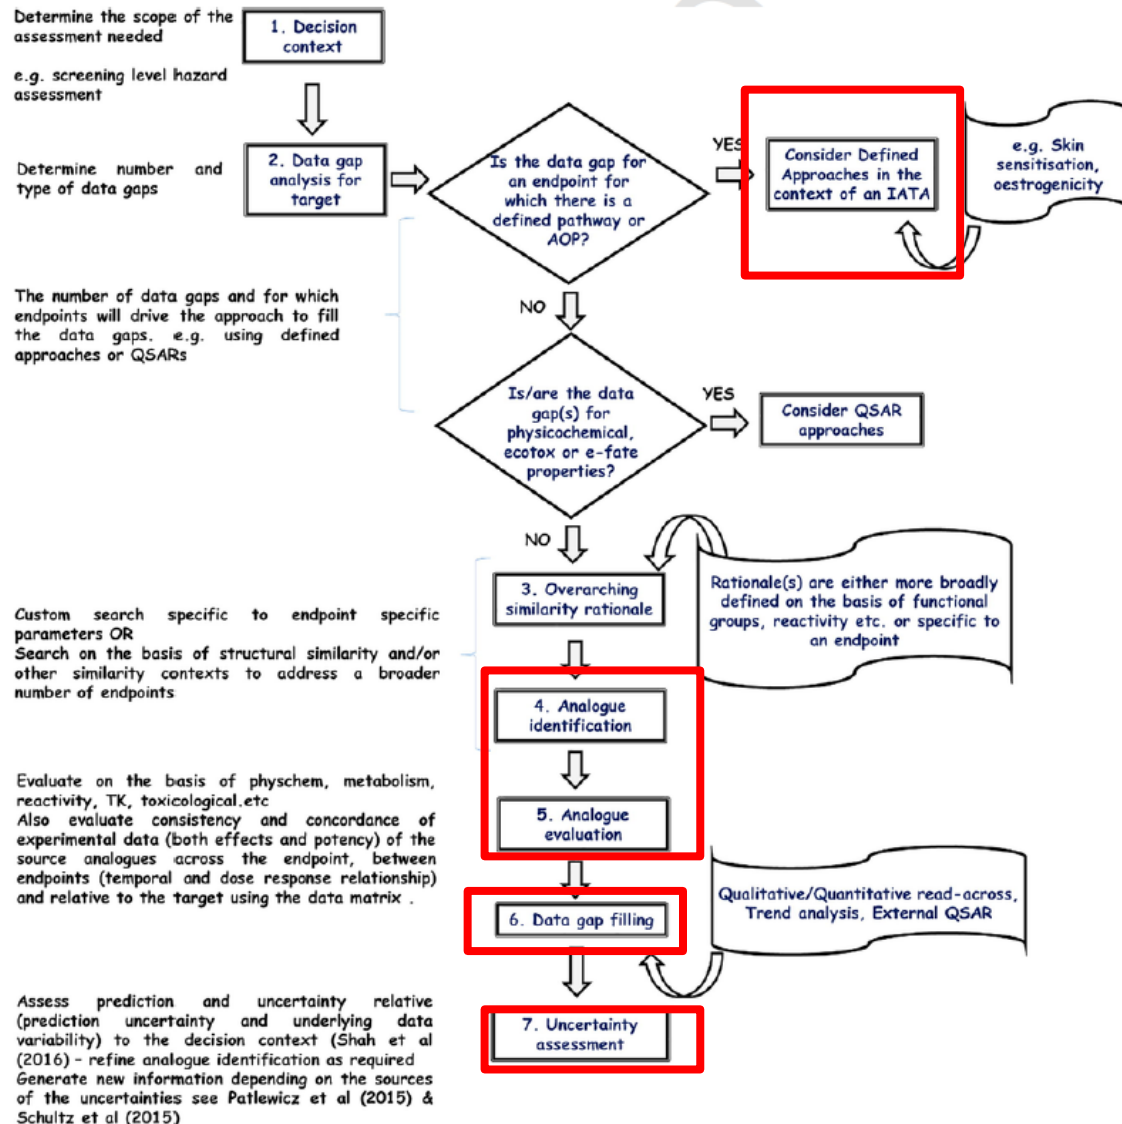 Determine the scope of the
assessment needed
e.g. screening level hazard
assessment
1. Decision
context
Determine number and
type of data gaps
2. Data gap
analysis for
target
Is the data gap for
an endpoint for
which there is a
defined pathway or
AOP?
YES
Consider Defined
Approaches in the
context of an IATA
e.g. Skin
sensitisation,
oestrogenicity
The number of data gaps and for which
endpoints will drive the approach to fill
the data gaps. e.g. using defined
approaches or QSARs
NO
Is/are the data
gap(s) for
physicochemical,
ecotox or e-fate
properties?
YES
Consider QSAR
approaches
NO
3. Overarching
similarity rationale
Rationale(s) are either more broadly
defined on the basis of functional
groups, reactivity etc. or specific to
an endpoint
Custom search specific to endpoint specific
parameters OR
Search on the basis of structural similarity and/or
other similarity contexts to address a broader
number of endpoints
4. Analogue
identification
Evaluate on the basis of physchem, metabolism,
reactivity, TK, toxicological.etc
Also evaluate consistency and concordance of
experimental data (both effects and potency) of the
source analogues across the endpoint, between
endpoints (temporal and dose response relationship)
and relative to the target using the data matrix .
5. Analogue
evaluation
6. Data gap filling
Qualitative/Quantitative read-across,
Trend analysis, External QSAR
Assess prediction and uncertainty relative
(prediction uncertainty and underlying data
variability) to the decision context (Shah et al
(2016) - refine analogue identification as required
Generate new information depending on the sources
of the uncertainties see Patlewicz et al (2015) &
Schultz et al (2015)
7. Uncertainty
assessment